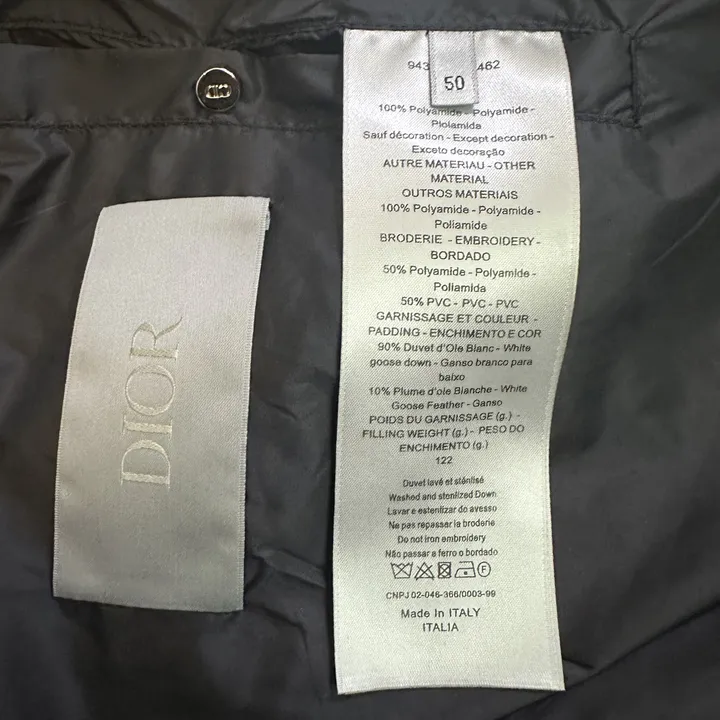 DIOR
943 462
50
100% Polyamide - Polyamide -
Piolamida
Sauf décoration - Except decoration -
Exceto decoração
AUTRE MATERIAU - OTHER
MATERIAL
OUTROS MATERIAIS
100% Polyamide - Polyamide -
Poliamide
BRODERIE - EMBROIDERY -
BORDADO
50% Polyamide - Polyamide -
Poliamida
50% PVC - PVC - PVC
GARNISSAGE ET COULEUR -
PADDING - ENCHIMENTO E COR
90% Duvet d'Oie Blanc - White
goose down - Ganso branco para
baixo
10% Plume d'oie Blanche - White
Goose Feather - Ganso
POIDS DU GARNISSAGE (g.) -
FILLING WEIGHT (g.) - PESO DO
ENCHIMENTO (g.)
122
Duvet lavé et stérilisé
Washed and sterilized Down
Lavar e esterilizar do avesso
Ne pas repasser la broderie
Do not iron embroidery
Não passar a ferro o bordado
CNPJ 02-046-366/0003-99
Made in ITALY
ITALIA